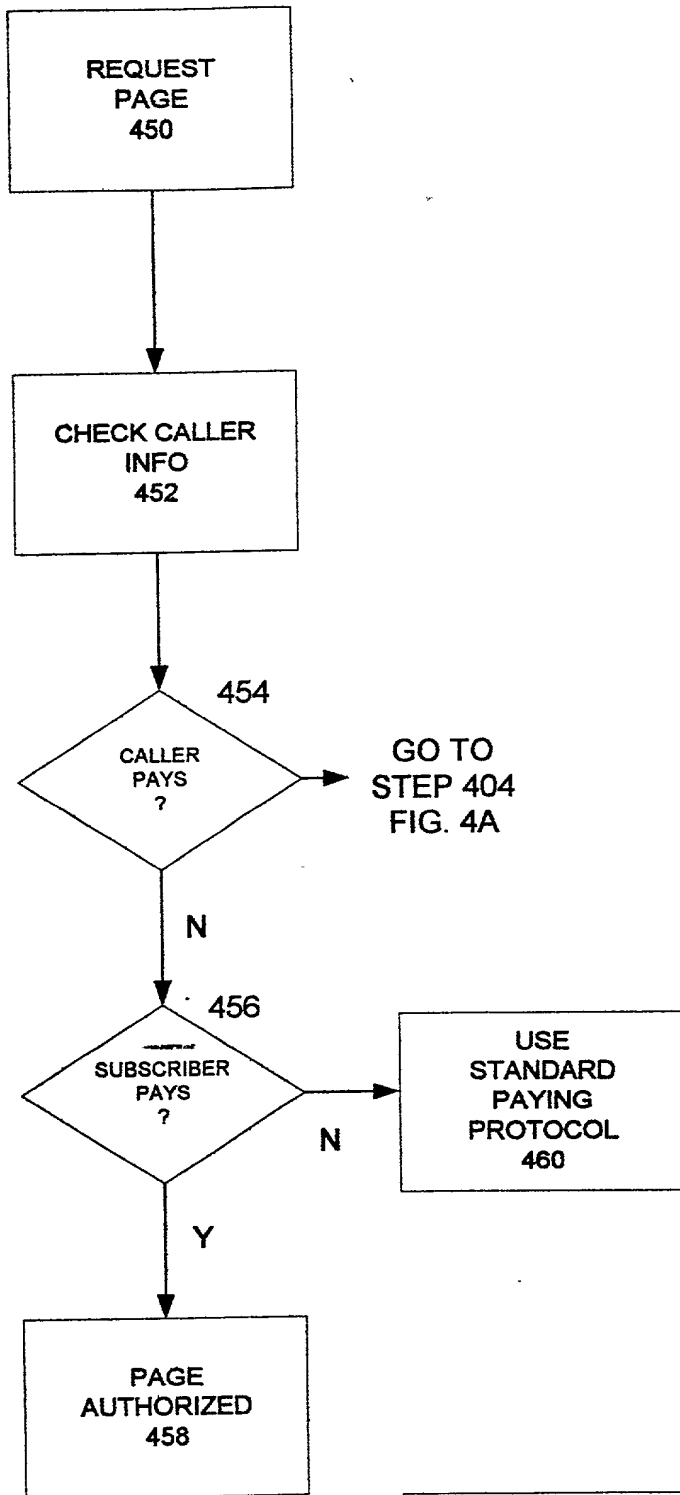 REQUEST
PAGE
450
CHECK CALLER
INFO
452
454
CALLER
PAYS
?
GO TO
STEP 404
FIG. 4A
N
456
SUBSCRIBER
PAYS
?
N
USE
STANDARD
PAYING
PROTOCOL
460
Y
PAGE
AUTHORIZED
458